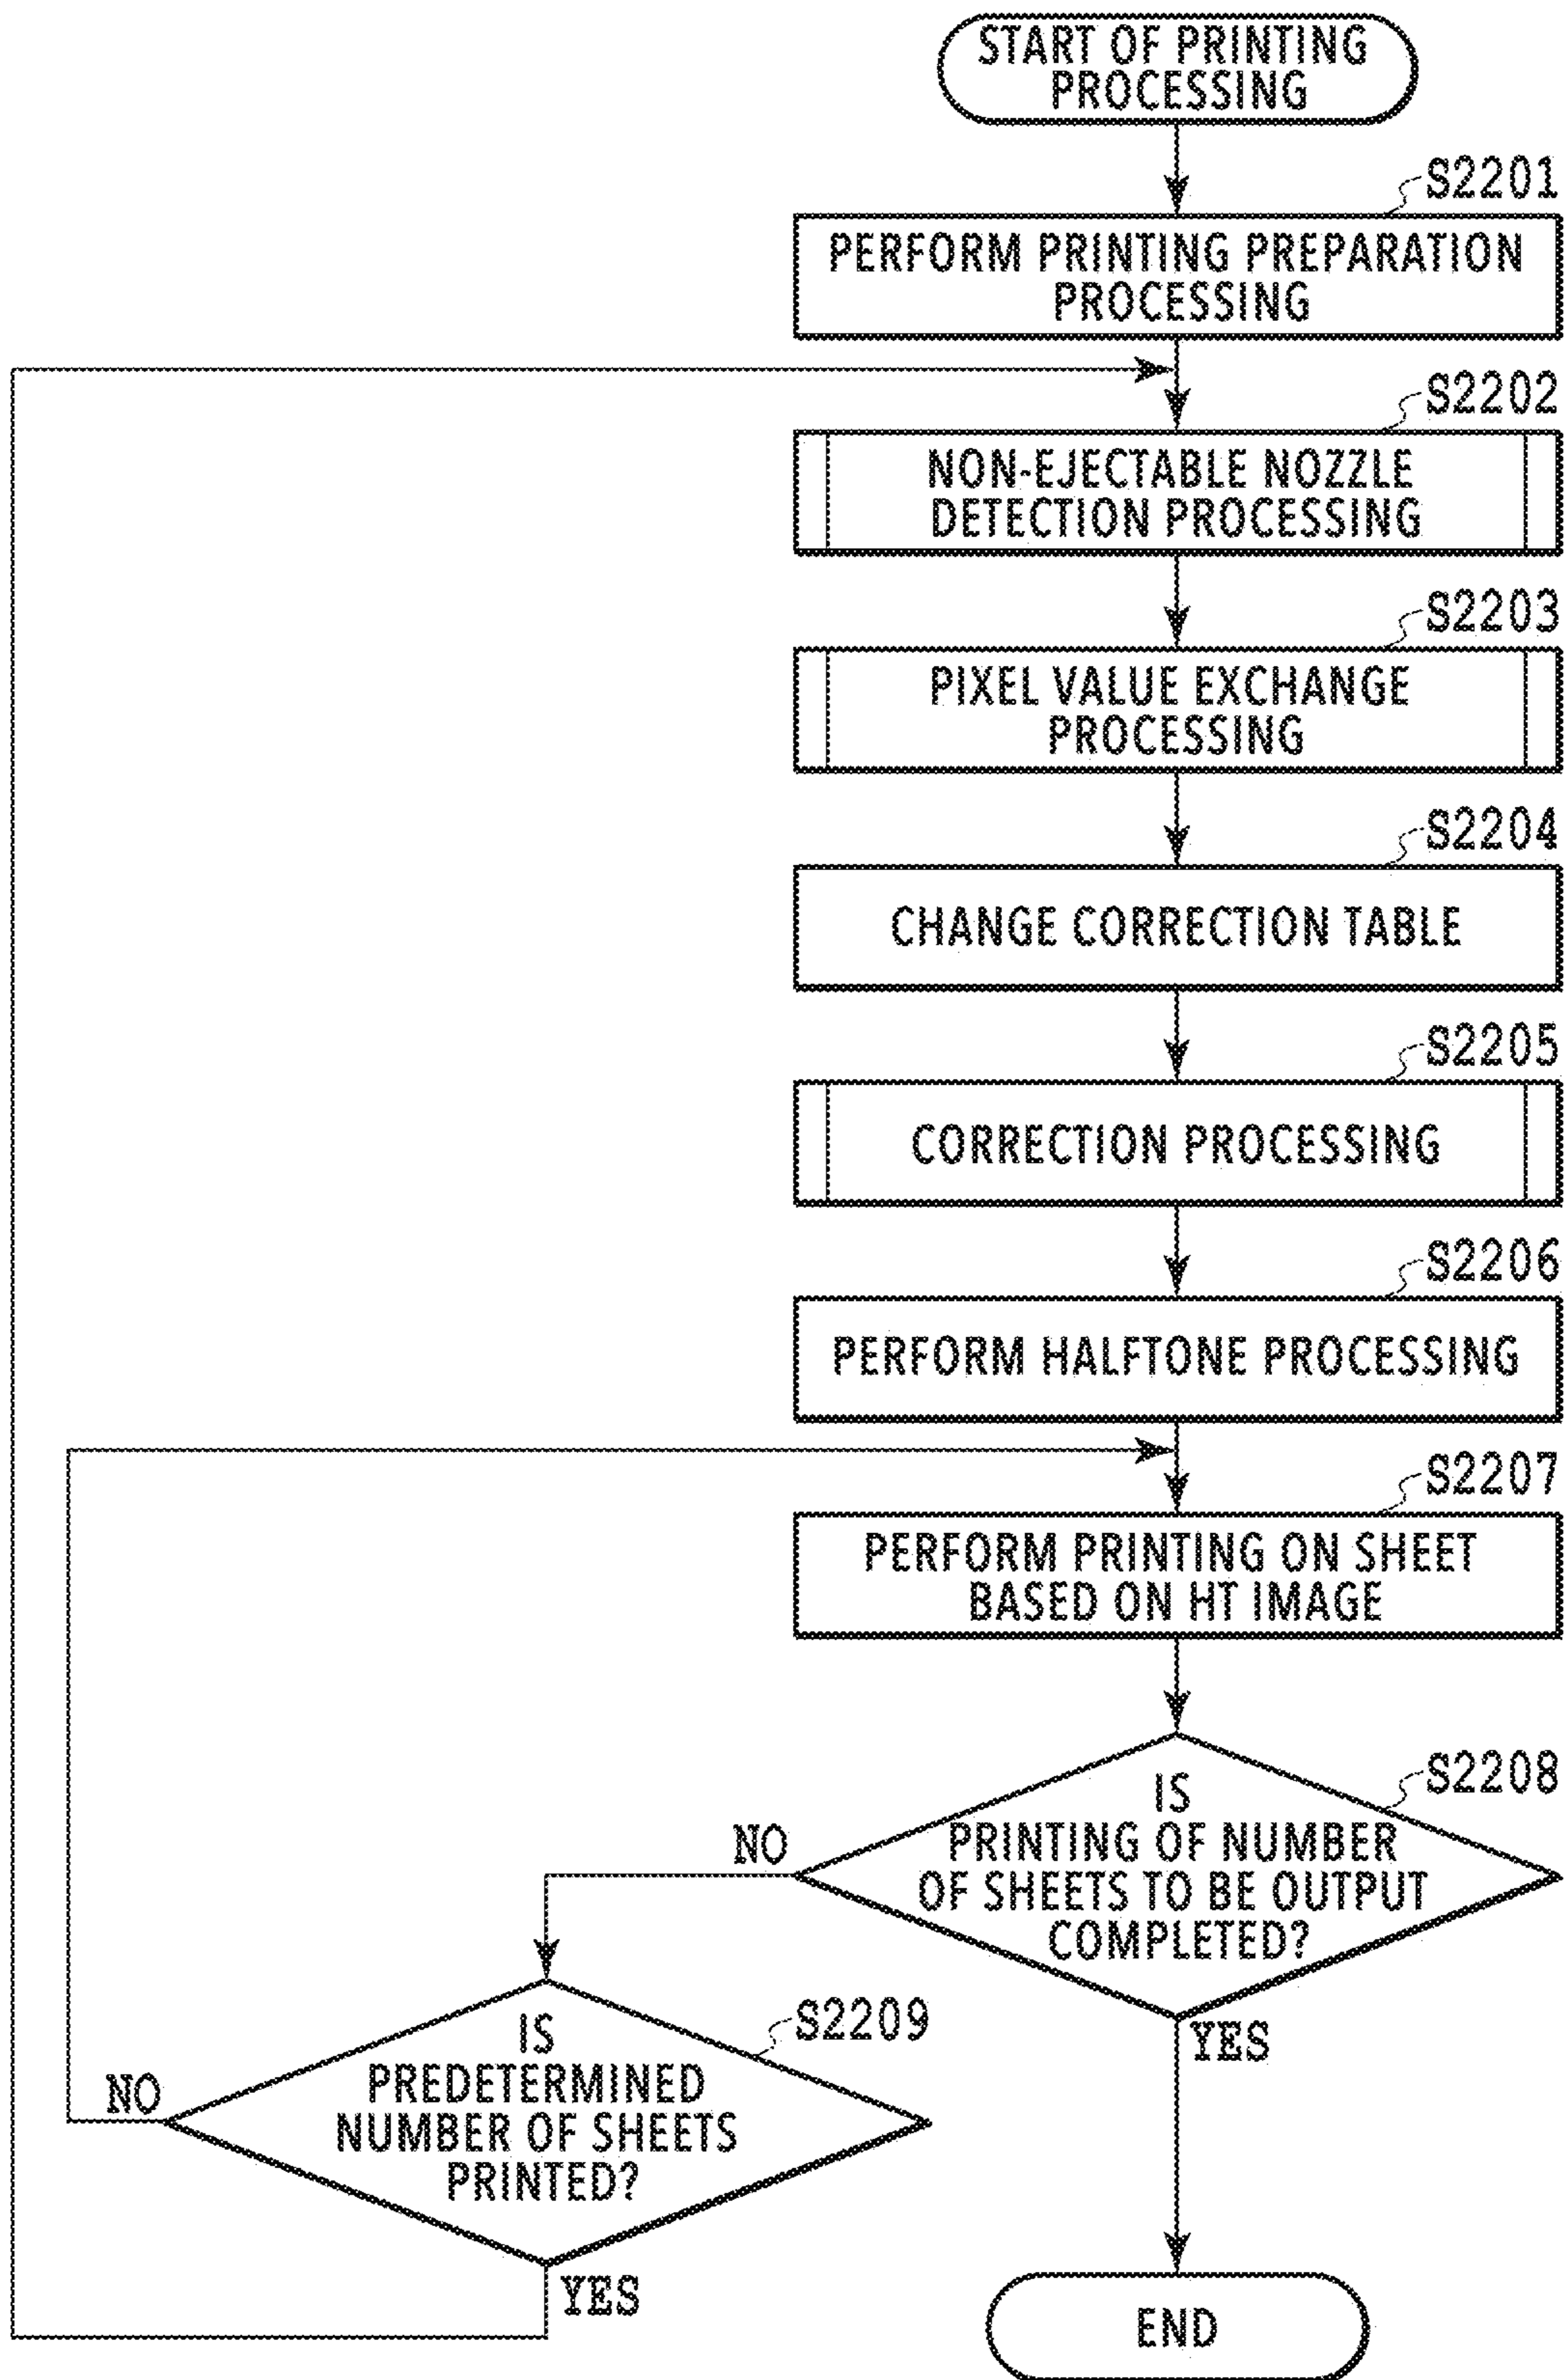 START OF PRINTING
PROCESSING
S2201
PERFORM PRINTING PREPARATION
PROCESSING
S2202
NON-EJECTABLE NOZZLE
DETECTION PROCESSING
S2203
PIXEL VALUE EXCHANGE
PROCESSING
S2204
CHANGE CORRECTION TABLE
S2205
CORRECTION PROCESSING
S2206
PERFORM HALFTONE PROCESSING
S2207
PERFORM PRINTING ON SHEET
BASED ON HT IMAGE
S2208
IS
PRINTING OF NUMBER
OF SHEETS TO BE OUTPUT
COMPLETED?
NO
YES
S2209
IS
PREDETERMINED
NUMBER OF SHEETS
PRINTED?
NO
YES
END